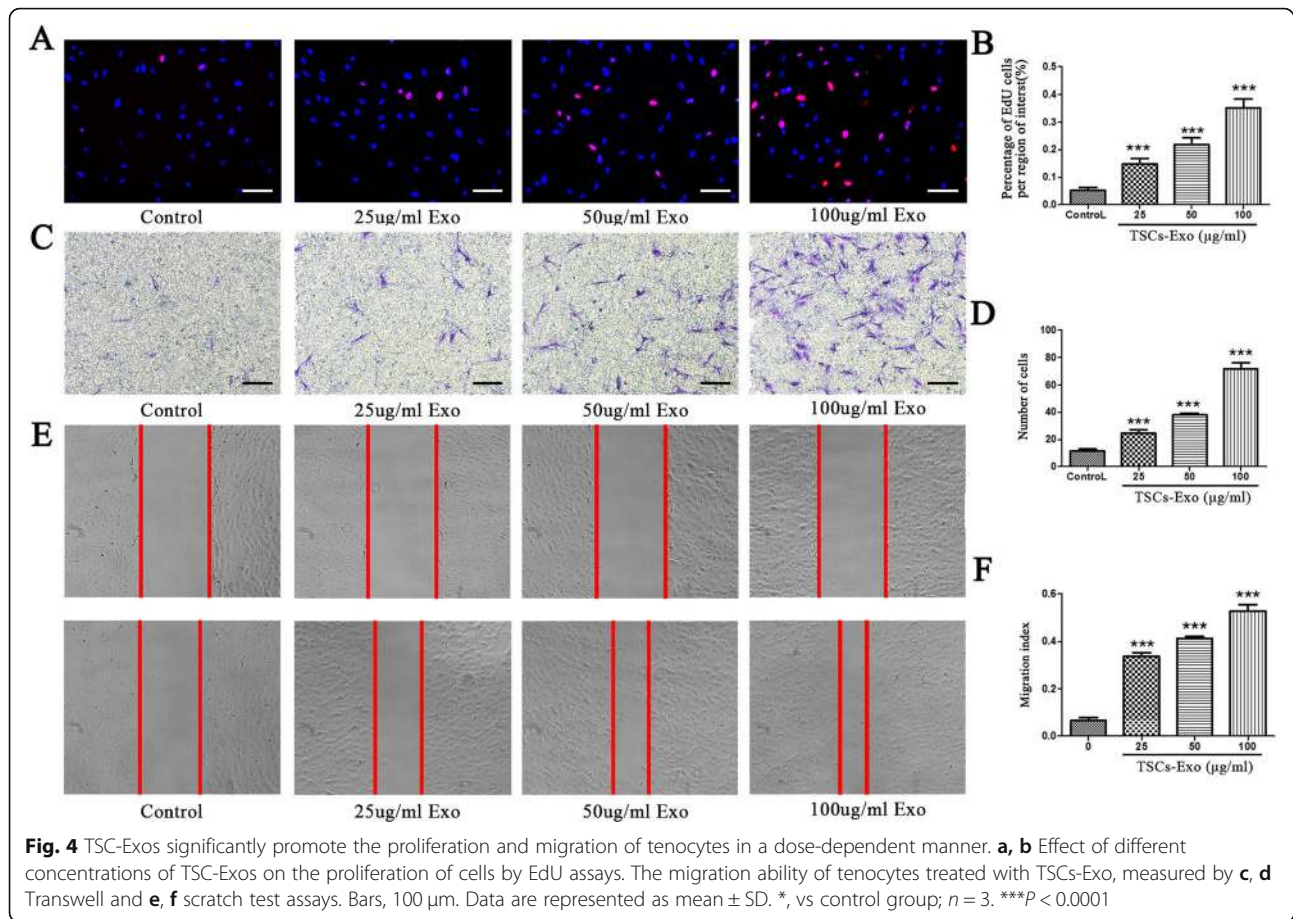 A
Control
25ug/ml Exo
50ug/ml Exo
100ug/ml Exo
B
Percentage of EdU cells
per region of interst(%)
0.5
0.4
0.3
0.2
0.1
0.0
***
***
***
ControL
25
50
100
TSCs-Exo (μg/ml)
C
Control
25ug/ml Exo
50ug/ml Exo
100ug/ml Exo
D
Number of cells
100
80
60
40
20
0
***
***
***
ControL
25
50
100
TSCs-Exo (μg/ml)
E
Control
25ug/ml Exo
50ug/ml Exo
100ug/ml Exo
F
Migration index
0.6
0.4
0.2
0.0
***
***
***
0
25
50
100
TSCs-Exo (μg/ml)
Fig. 4 TSC-Exos significantly promote the proliferation and migration of tenocytes in a dose-dependent manner. a, b Effect of different
concentrations of TSC-Exos on the proliferation of cells by EdU assays. The migration ability of tenocytes treated with TSCs-Exo, measured by c, d
Transwell and e, f scratch test assays. Bars, 100 μm. Data are represented as mean ± SD. *, vs control group; n = 3. ***P < 0.0001